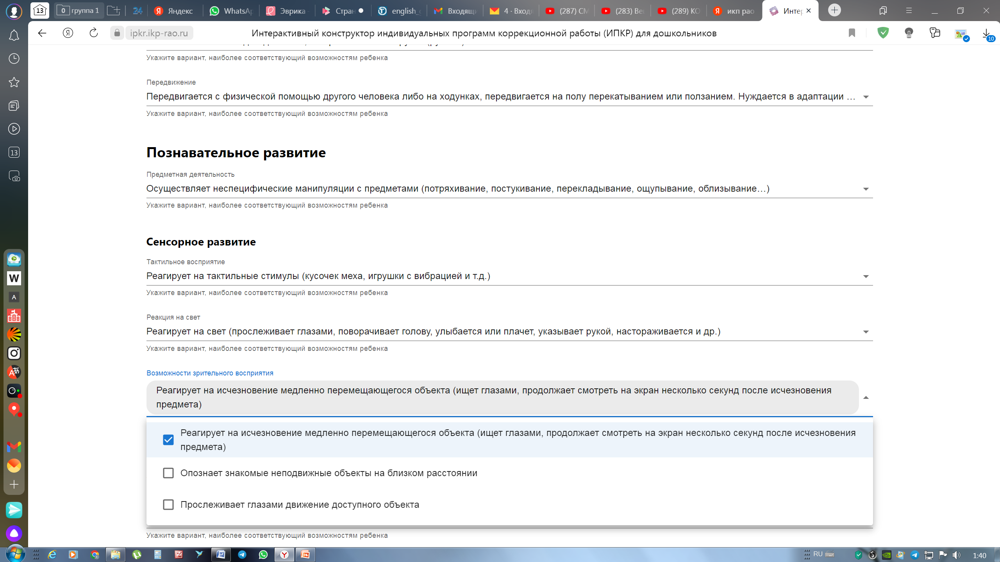 13
0 группа 1
24
Яндекс
WhatsAp
Эврика -
Стран
english_g
Входящи
4 · Входя
(287) СМ
(283) Ве
(289) КО
икп рао
Интер
ipkr.ikp-rao.ru
Интерактивный конструктор индивидуальных программ коррекционной работы (ИПКР) для дошкольников
10
Укажите вариант, наиболее соответствующий возможностям ребенка
Передвижение
Передвигается с физической помощью другого человека либо на ходунках, передвигается на полу перекатыванием или ползанием. Нуждается в адаптации ...
Укажите вариант, наиболее соответствующий возможностям ребенка
13
Познавательное развитие
Предметная деятельность
Осуществляет неспецифические манипуляции с предметами (потряхивание, постукивание, перекладывание, ощупывание, облизывание…)
Укажите вариант, наиболее соответствующий возможностям ребенка
Сенсорное развитие
Тактильное восприятие
Реагирует на тактильные стимулы (кусочек меха, игрушки с вибрацией и т.д.)
Укажите вариант, наиболее соответствующий возможностям ребенка
W
A
Реакция на свет
Реагирует на свет (прослеживает глазами, поворачивает голову, улыбается или плачет, указывает рукой, настораживается и др.)
Укажите вариант, наиболее соответствующий возможностям ребенка
Возможности зрительного восприятия
Реагирует на исчезновение медленно перемещающегося объекта (ищет глазами, продолжает смотреть на экран несколько секунд после исчезновения
предмета)
Реагирует на исчезновение медленно перемещающегося объекта (ищет глазами, продолжает смотреть на экран несколько секунд после исчезновения
предмета)
Опознает знакомые неподвижные объекты на близком расстоянии
Прослеживает глазами движение доступного объекта
Укажите вариант, наиболее соответствующий возможностям ребенка
RU
1:40